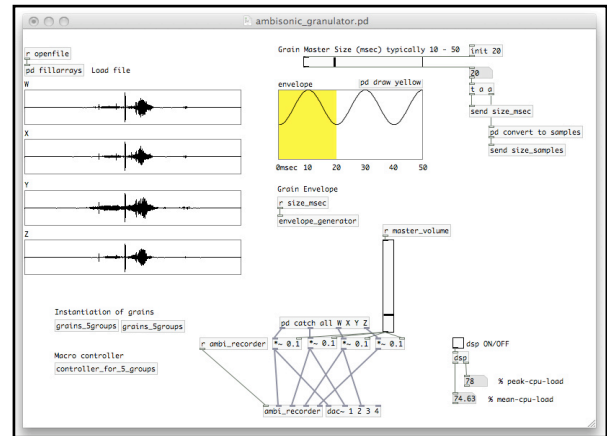 ambisonic_granulator.pd
r openfile
pd fillarrays Load file
W
X
Y
Z
Grain Master Size (msec) typically 10 - 50
init 20
20
t a a
send size_msec
pd convert to samples
send size_samples
envelope
pd draw yellow
0msec 10 20 30 40 50
Grain Envelope
r size_msec
envelope_generator
r master_volume
Instantiation of grains
grains_5groups grains_5groups
Macro controller
controller_for_5_groups
pd catch all W X Y Z
r ambi_recorder *~ 0.1 *~ 0.1 *~ 0.1 *~ 0.1
ambi_recorder dac~ 1 2 3 4
dsp ON/OFF
dsp
78 % peak-cpu-load
74.63 % mean-cpu-load